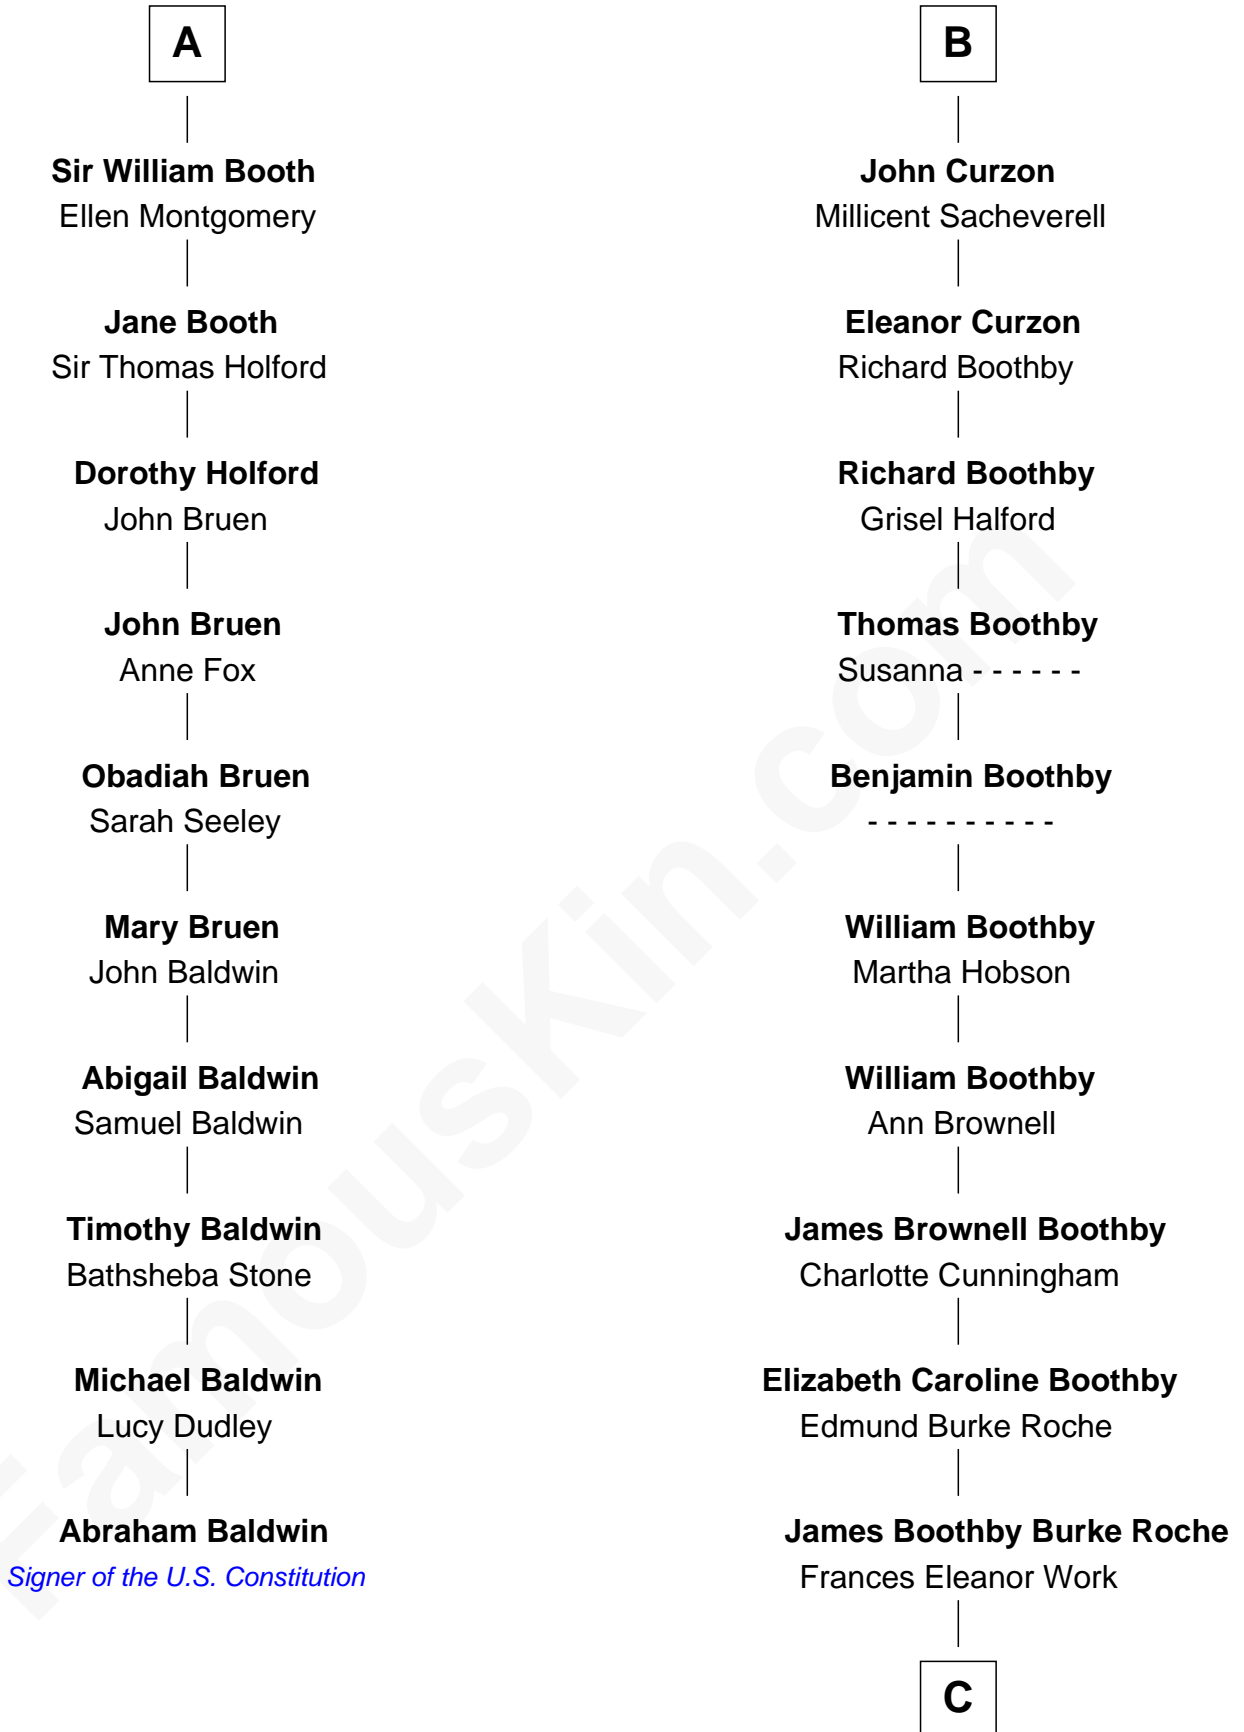 A
Sir William Booth
Ellen Montgomery
Jane Booth
Sir Thomas Holford
Dorothy Holford
John Bruen
John Bruen
Anne Fox
Obadiah Bruen
Sarah Seeley
Mary Bruen
John Baldwin
Abigail Baldwin
Samuel Baldwin
Timothy Baldwin
Bathsheba Stone
Michael Baldwin
Lucy Dudley
Abraham Baldwin
Signer of the U.S. Constitution
B
John Curzon
Millicent Sacheverell
Eleanor Curzon
Richard Boothby
Richard Boothby
Grisel Halford
Thomas Boothby
Susanna - - - - - -
Benjamin Boothby
- - - - - - - - - -
William Boothby
Martha Hobson
William Boothby
Ann Brownell
James Brownell Boothby
Charlotte Cunningham
Elizabeth Caroline Boothby
Edmund Burke Roche
James Boothby Burke Roche
Frances Eleanor Work
C
FamousKin.com